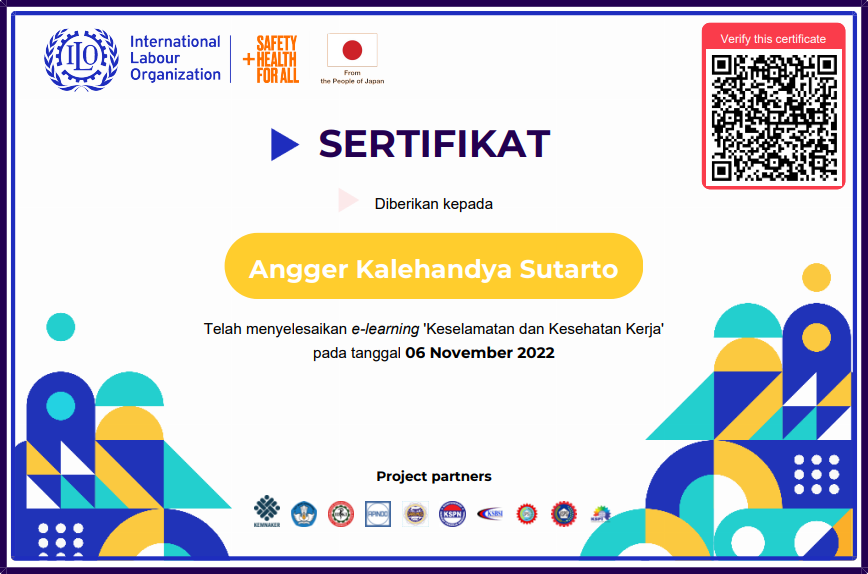 ILO
International
Labour
Organization
SAFETY
+HEALTH
FOR ALL
From
the People of Japan
Verify this certificate
SERTIFIKAT
Diberikan kepada
Angger Kalehandya Sutarto
Telah menyelesaikan e-learning 'Keselamatan dan Kesehatan Kerja'
pada tanggal 06 November 2022
Project partners
KEMNAKER
APINDO
KSPN
KSBSI